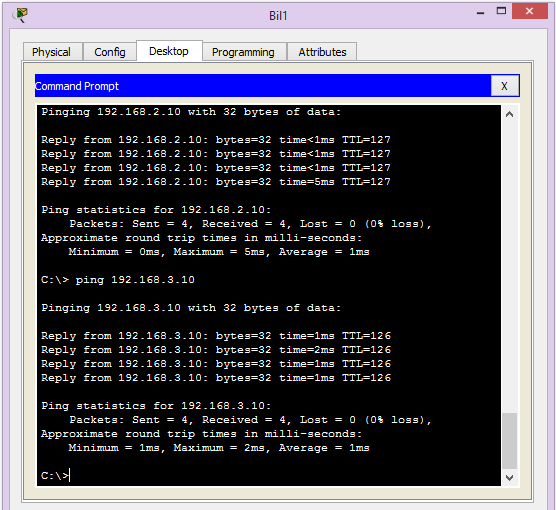 Bil1
Physical Config Desktop Programming Attributes
Command Prompt X
Pinging 192.168.2.10 with 32 bytes of data:
Reply from 192.168.2.10: bytes=32 time<1ms TTL=127
Reply from 192.168.2.10: bytes=32 time<1ms TTL=127
Reply from 192.168.2.10: bytes=32 time<1ms TTL=127
Reply from 192.168.2.10: bytes=32 time=5ms TTL=127
Ping statistics for 192.168.2.10:
Packets: Sent = 4, Received = 4, Lost = 0 (0% loss),
Approximate round trip times in milli-seconds:
Minimum = 0ms, Maximum = 5ms, Average = 1ms
C:\> ping 192.168.3.10
Pinging 192.168.3.10 with 32 bytes of data:
Reply from 192.168.3.10: bytes=32 time=1ms TTL=126
Reply from 192.168.3.10: bytes=32 time=2ms TTL=126
Reply from 192.168.3.10: bytes=32 time=1ms TTL=126
Reply from 192.168.3.10: bytes=32 time=1ms TTL=126
Ping statistics for 192.168.3.10:
Packets: Sent = 4, Received = 4, Lost = 0 (0% loss),
Approximate round trip times in milli-seconds:
Minimum = 1ms, Maximum = 2ms, Average = 1ms
C:\>